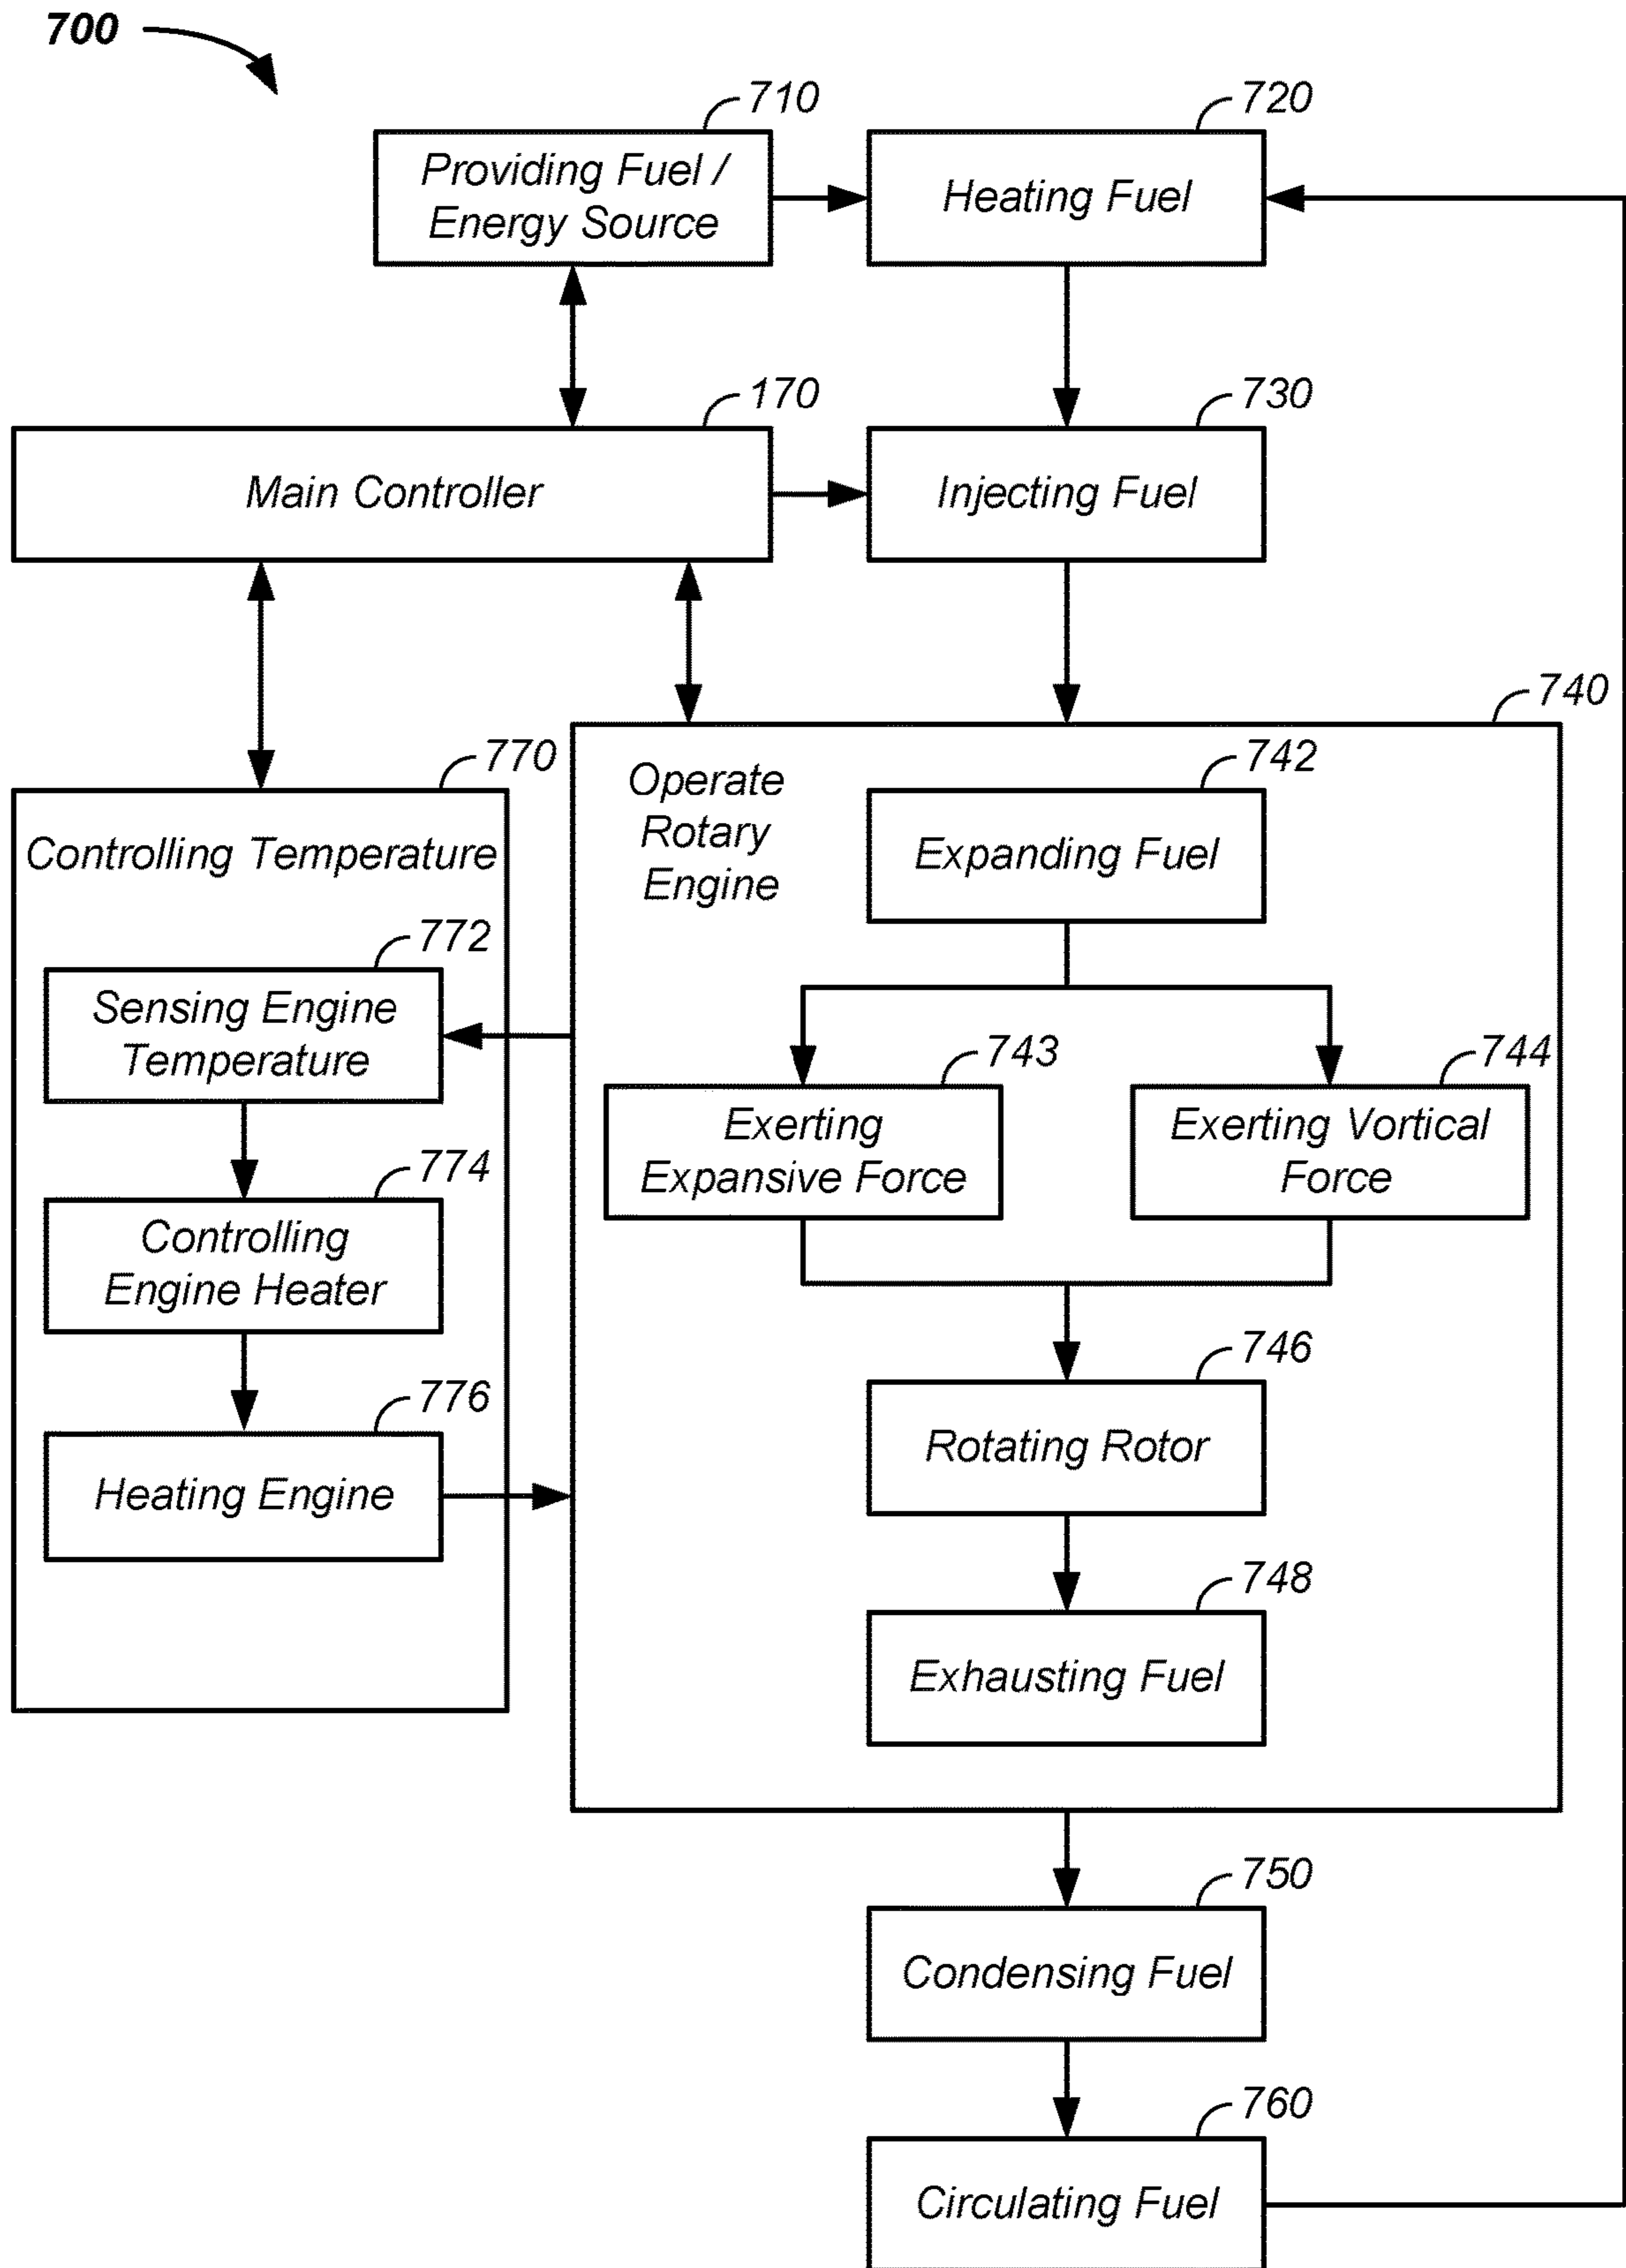 700
710
Providing Fuel /
Energy Source
720
Heating Fuel
170
Main Controller
730
Injecting Fuel
740
Operate
Rotary
Engine
742
Expanding Fuel
743
Exerting
Expansive Force
744
Exerting Vortical
Force
746
Rotating Rotor
748
Exhausting Fuel
770
Controlling Temperature
772
Sensing Engine
Temperature
774
Controlling
Engine Heater
776
Heating Engine
750
Condensing Fuel
760
Circulating Fuel